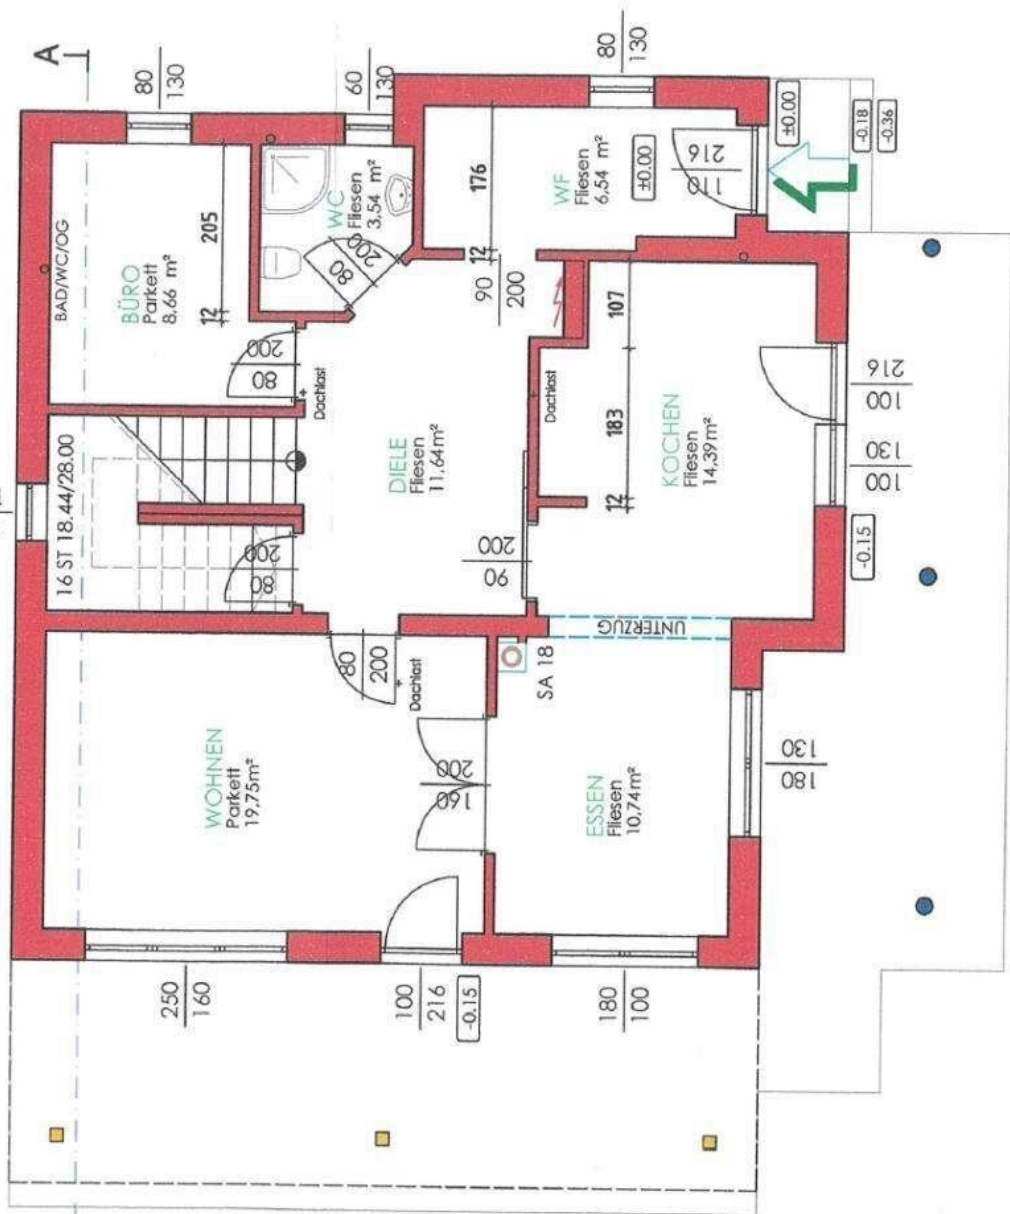 A
80
130
60
130
80
130
BAD/WC/OG
BÜRO
Parkett
8.66 m²
205
12
WC
Fliesen
3,54 m²
80
200
176
12
WF
Fliesen
6,54 m²
±0.00
110
216
±0.00
-0.18
-0.36
16 ST 18.44/28.00
80
200
80
200
Dachlast
DIELE
Fliesen
11.64m²
90
200
90
200
Dachlast
107
183
12
KOCHEN
Fliesen
14,39m²
100
216
100
130
-0.15
UNTERZUG
SA 18
80
200
Dachlast
WOHNEN
Parkett
19,75m²
160
200
ESSEN
Fliesen
10,74m²
180
130
250
160
100
216
-0.15
180
100